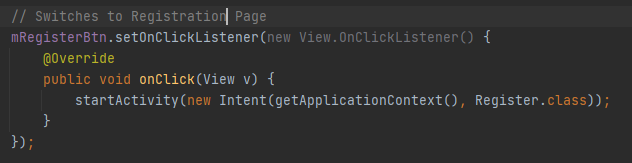 // Switches to Registration Page
mRegisterBtn.setOnClickListener(new View.OnClickListener() {
    @Override
    public void onClick(View v) {
        startActivity(new Intent(getApplicationContext(), Register.class));
    }
});